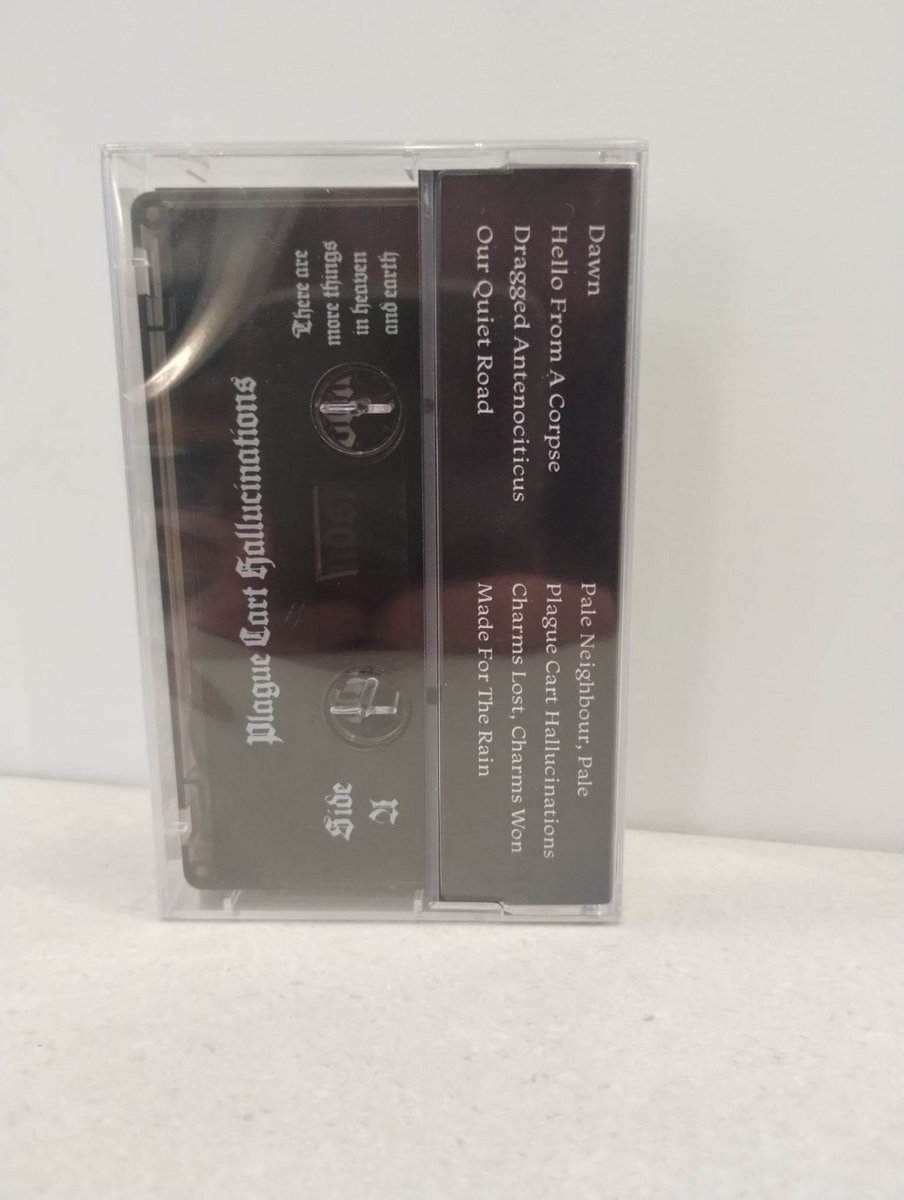 Dawn
Hello From A Corpse
Dragged Antenociticus
Our Quiet Road
Pale Neighbour, Pale
Plague Cart Hallucinations
Charms Lost, Charms Won
Made For The Rain
There are
more things
in heaven
and earth
Plague Cart Hallucinations
Side
2